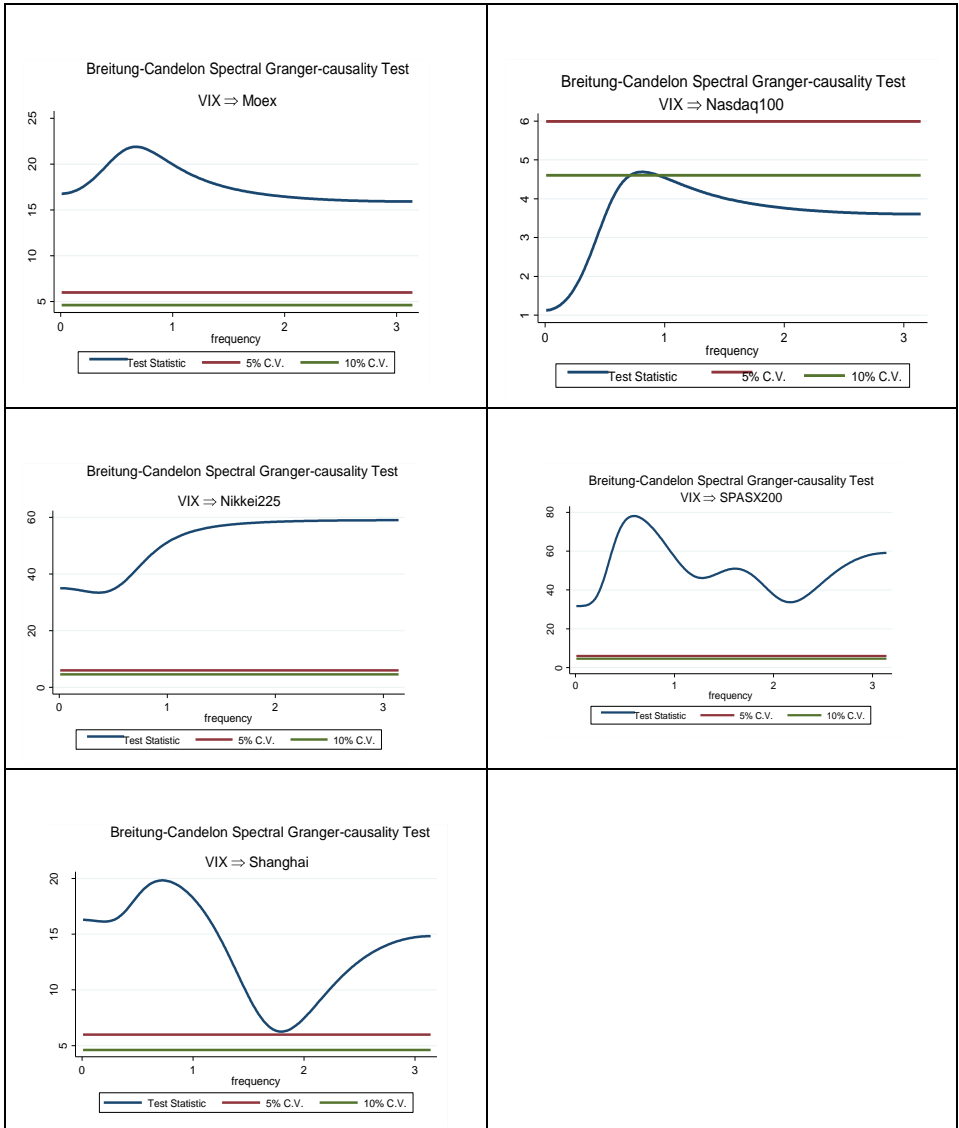 Breitung-Candelon Spectral Granger-causality Test
VIX ⇒ Moex
25
20
15
10
5
0 1 2 3
frequency
Test Statistic 5% C.V. 10% C.V.
Breitung-Candelon Spectral Granger-causality Test
VIX ⇒ Nasdaq100
6
5
4
3
2
1
0 1 2 3
frequency
Test Statistic 5% C.V. 10% C.V.
Breitung-Candelon Spectral Granger-causality Test
VIX ⇒ Nikkei225
60
40
20
0
0 1 2 3
frequency
Test Statistic 5% C.V. 10% C.V.
Breitung-Candelon Spectral Granger-causality Test
VIX ⇒ SPASX200
80
60
40
20
0
0 1 2 3
frequency
Test Statistic 5% C.V. 10% C.V.
Breitung-Candelon Spectral Granger-causality Test
VIX ⇒ Shanghai
20
15
10
5
0 1 2 3
frequency
Test Statistic 5% C.V. 10% C.V.